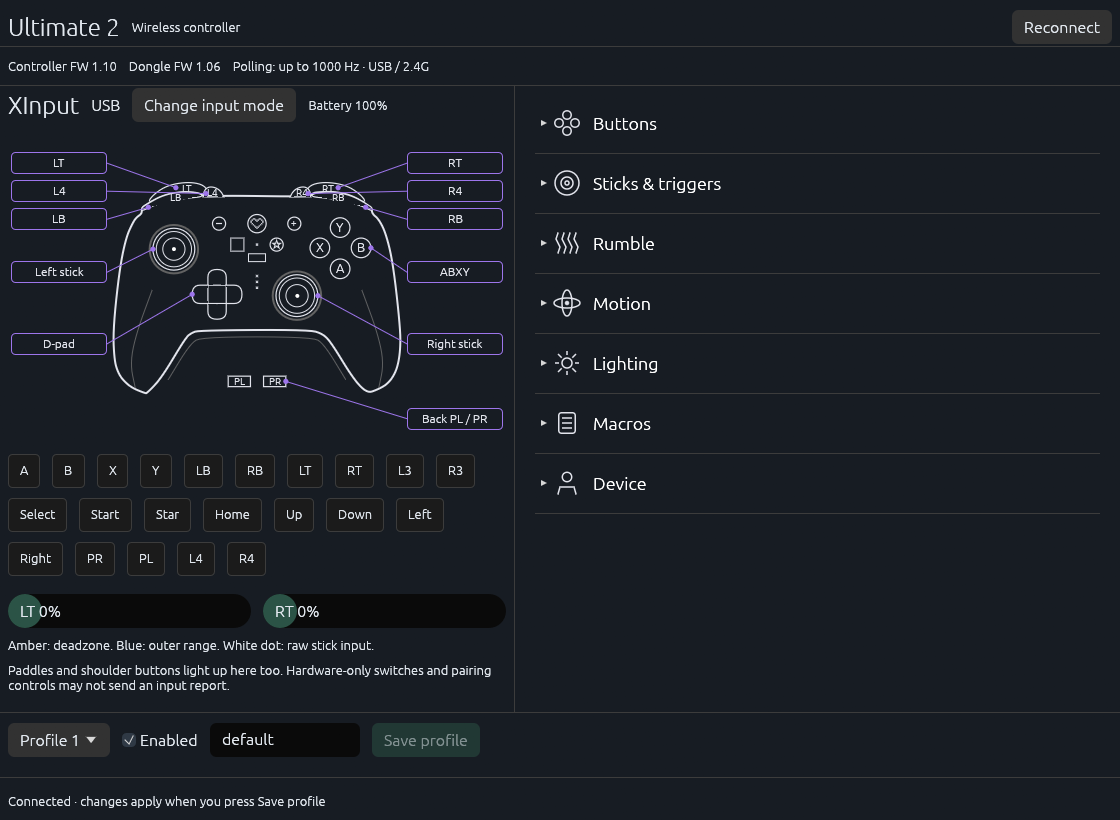 Ultimate 2 Wireless controller Reconnect
Controller FW 1.10 Dongle FW 1.06 Polling: up to 1000 Hz · USB / 2.4G
XInput USB Change input mode Battery 100%
LT RT
L4 R4
LB RB
Left stick ABXY
D-pad Right stick
Back PL / PR
LT L4 R4 RT
LB RB
Y
X B
A
PL PR
A B X Y LB RB LT RT L3 R3
Select Start Star Home Up Down Left
Right PR PL L4 R4
LT 0% RT 0%
Amber: deadzone. Blue: outer range. White dot: raw stick input.
Paddles and shoulder buttons light up here too. Hardware-only switches and pairing
controls may not send an input report.
Buttons
Sticks & triggers
Rumble
Motion
Lighting
Macros
Device
Profile 1 Enabled default Save profile
Connected · changes apply when you press Save profile